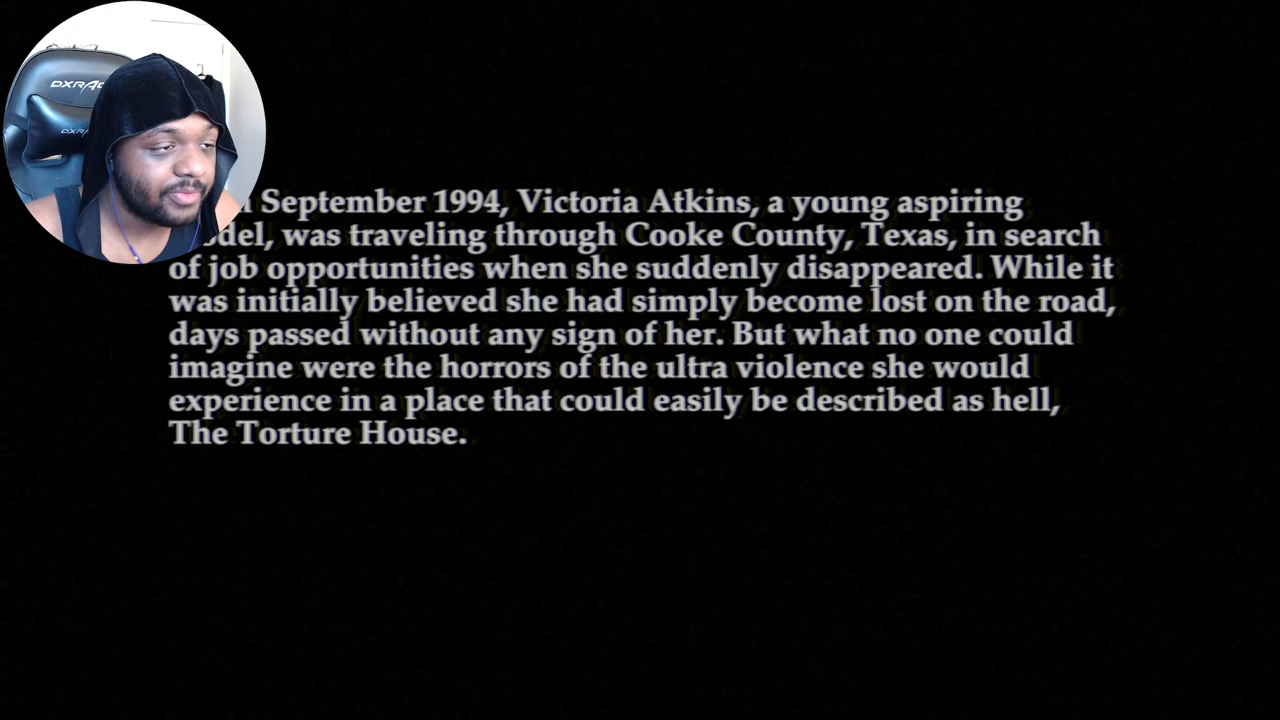 DXRAC
DXRA
September 1994, Victoria Atkins, a young aspiring
odel, was traveling through Cooke County, Texas, in search
of job opportunities when she suddenly disappeared. While it
was initially believed she had simply become lost on the road,
days passed without any sign of her. But what no one could
imagine were the horrors of the ultra violence she would
experience in a place that could easily be described as hell,
The Torture House.